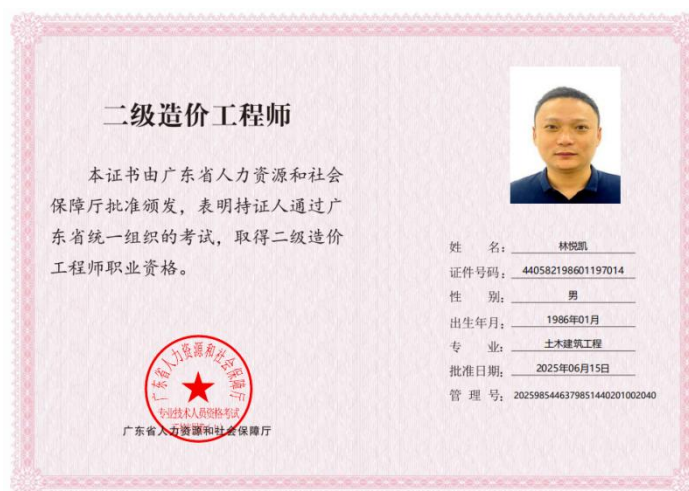 二级造价工程师
本证书由广东省人力资源和社会
保障厅批准颁发，表明持证人通过广
东省统一组织的考试，取得二级造价
工程师职业资格。
广东省人力资源和社会保障厅
专业技术人员资格考试
广东省人力资源和社会保障厅
姓 名：林悦凯
证件号码：440582198601197014
性 别：男
出生年月：1986年01月
专 业：土木建筑工程
批准日期：2025年06月15日
管 理 号：2025985446379851440201002040